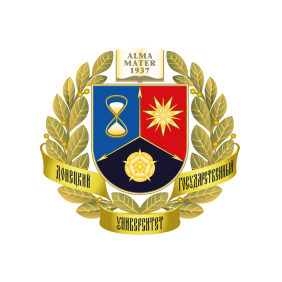 ALMA
MATER
1937
ДОНЕЦКИЙ
ГОСУДАРСТВЕННЫЙ
УНИВЕРСИТЕТ